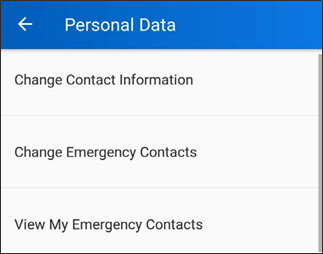 Personal Data
Change Contact Information
Change Emergency Contacts
View My Emergency Contacts